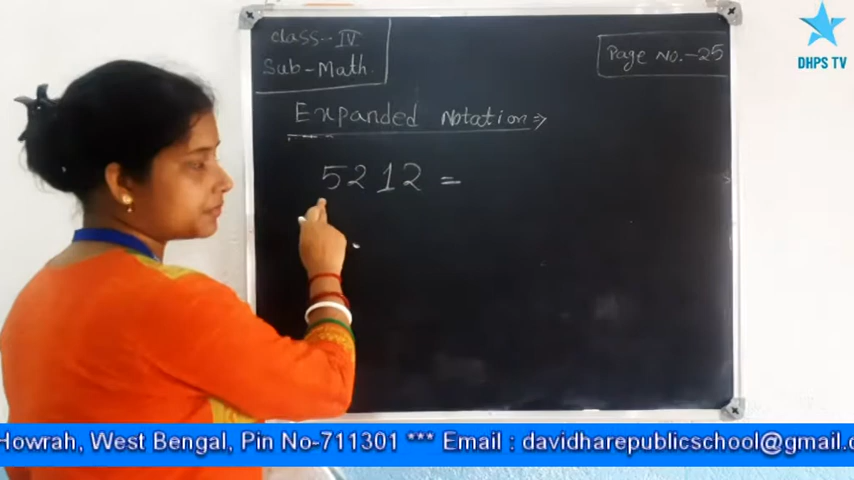 class-IV
Sub-Math
Page No.-25
DHPS TV
Expanded Notation ⇒
5212 =
Howrah, West Bengal, Pin No-711301 *** Email : davidharepublicschool@gmail.c